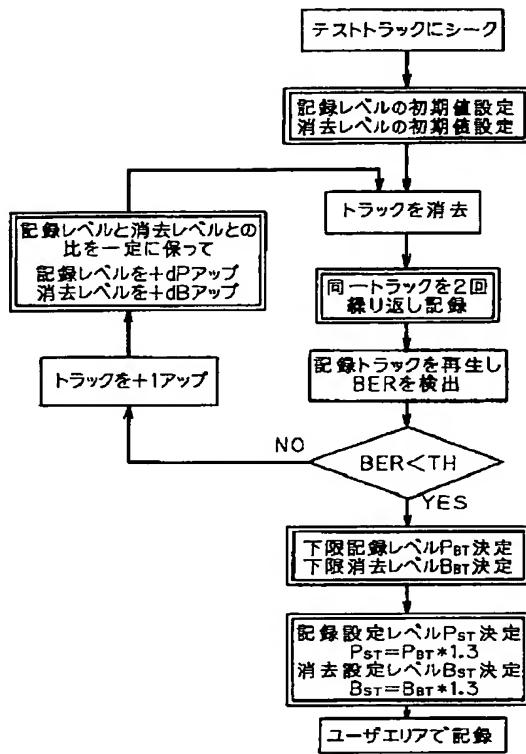 テストトラックにシーク
記録レベルの初期値設定
消去レベルの初期値設定
トラックを消去
同一トラックを2回
繰り返し記録
記録トラックを再生し
BERを検出
BER<TH
NO
YES
トラックを+1アップ
記録レベルと消去レベルとの
比を一定に保って
記録レベルを+dPアップ
消去レベルを+dBアップ
下限記録レベルPBT決定
下限消去レベルBBT決定
記録設定レベルPST決定
PST=PBT*1.3
消去設定レベルBST決定
BST=BBT*1.3
ユーザエリアで記録